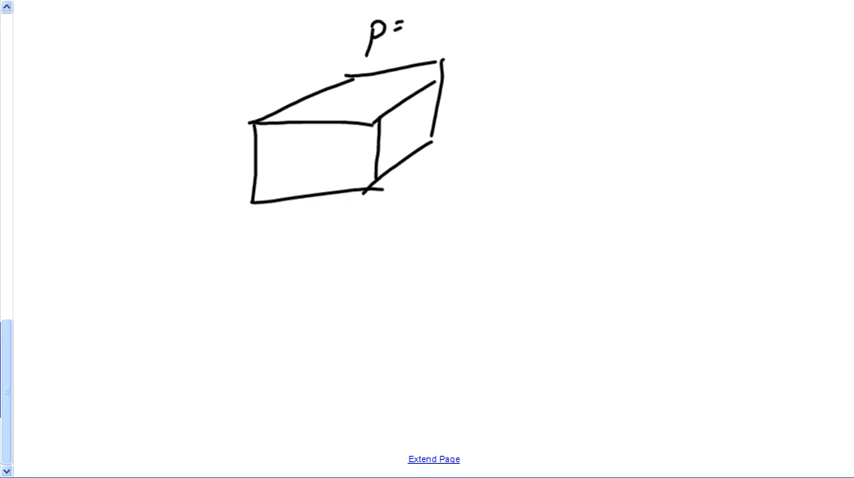 p =
Extend Page